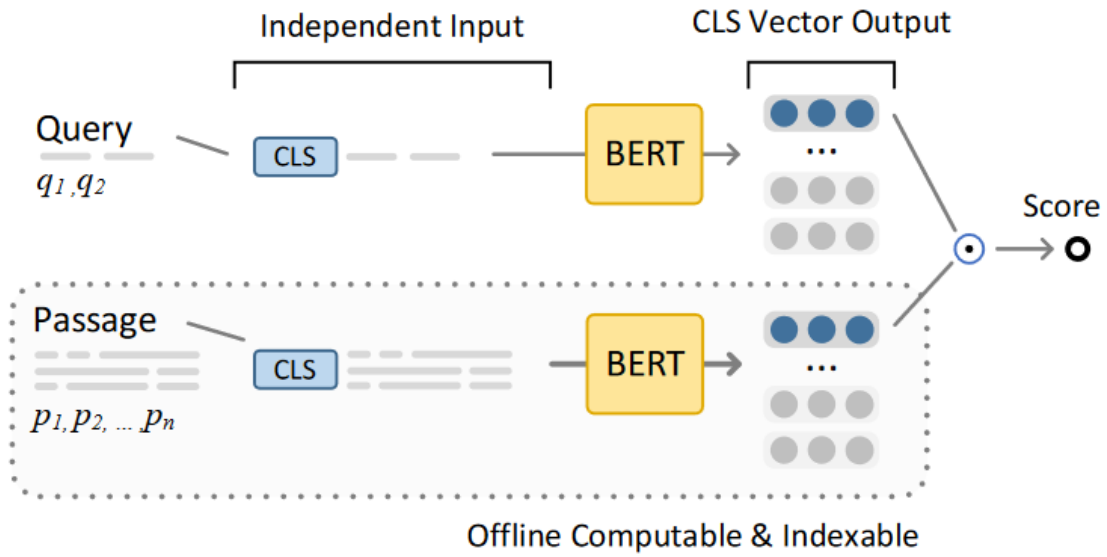 Independent Input
CLS Vector Output
Query
q1,q2
CLS
BERT
...
Score
Passage
p1,p2, ... ,pn
CLS
BERT
...
Offline Computable & Indexable